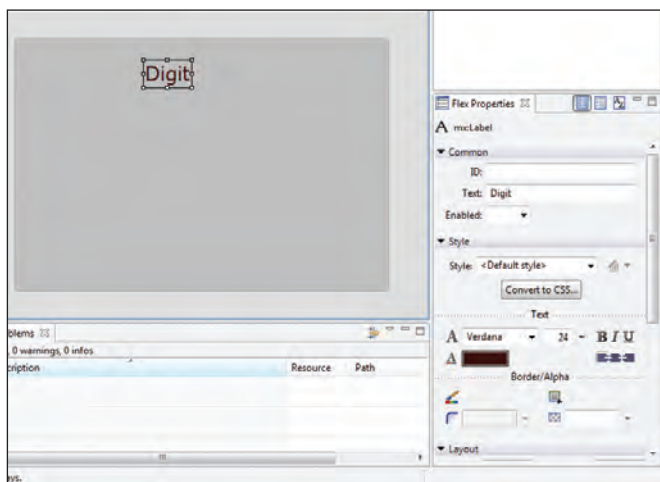 Digit
Flex Properties
mx:Label
Common
ID:
Text: Digit
Enabled:
Style
Style: <Default style>
Convert to CSS...
Text
A Verdana 24 B I U
A
Border/Alpha
Layout
blems
, 0 warnings, 0 infos
cription Resource Path